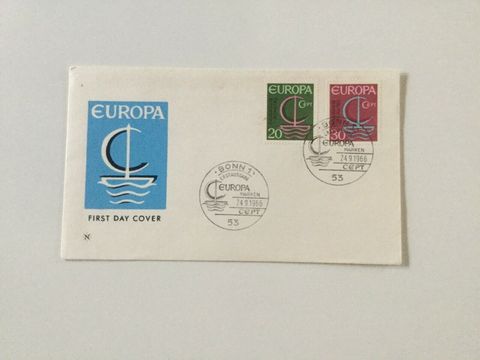 EUROPA
FIRST DAY COVER
N
EUROPA
CEPT
20
EUROPA
CEPT
30
BONN 1
ERSTAUSGABE
EUROPA
MARKEN
24.9.1966
CEPT
53
BONN
EUROPA
MARKEN
24.9.1966
CEPT
53